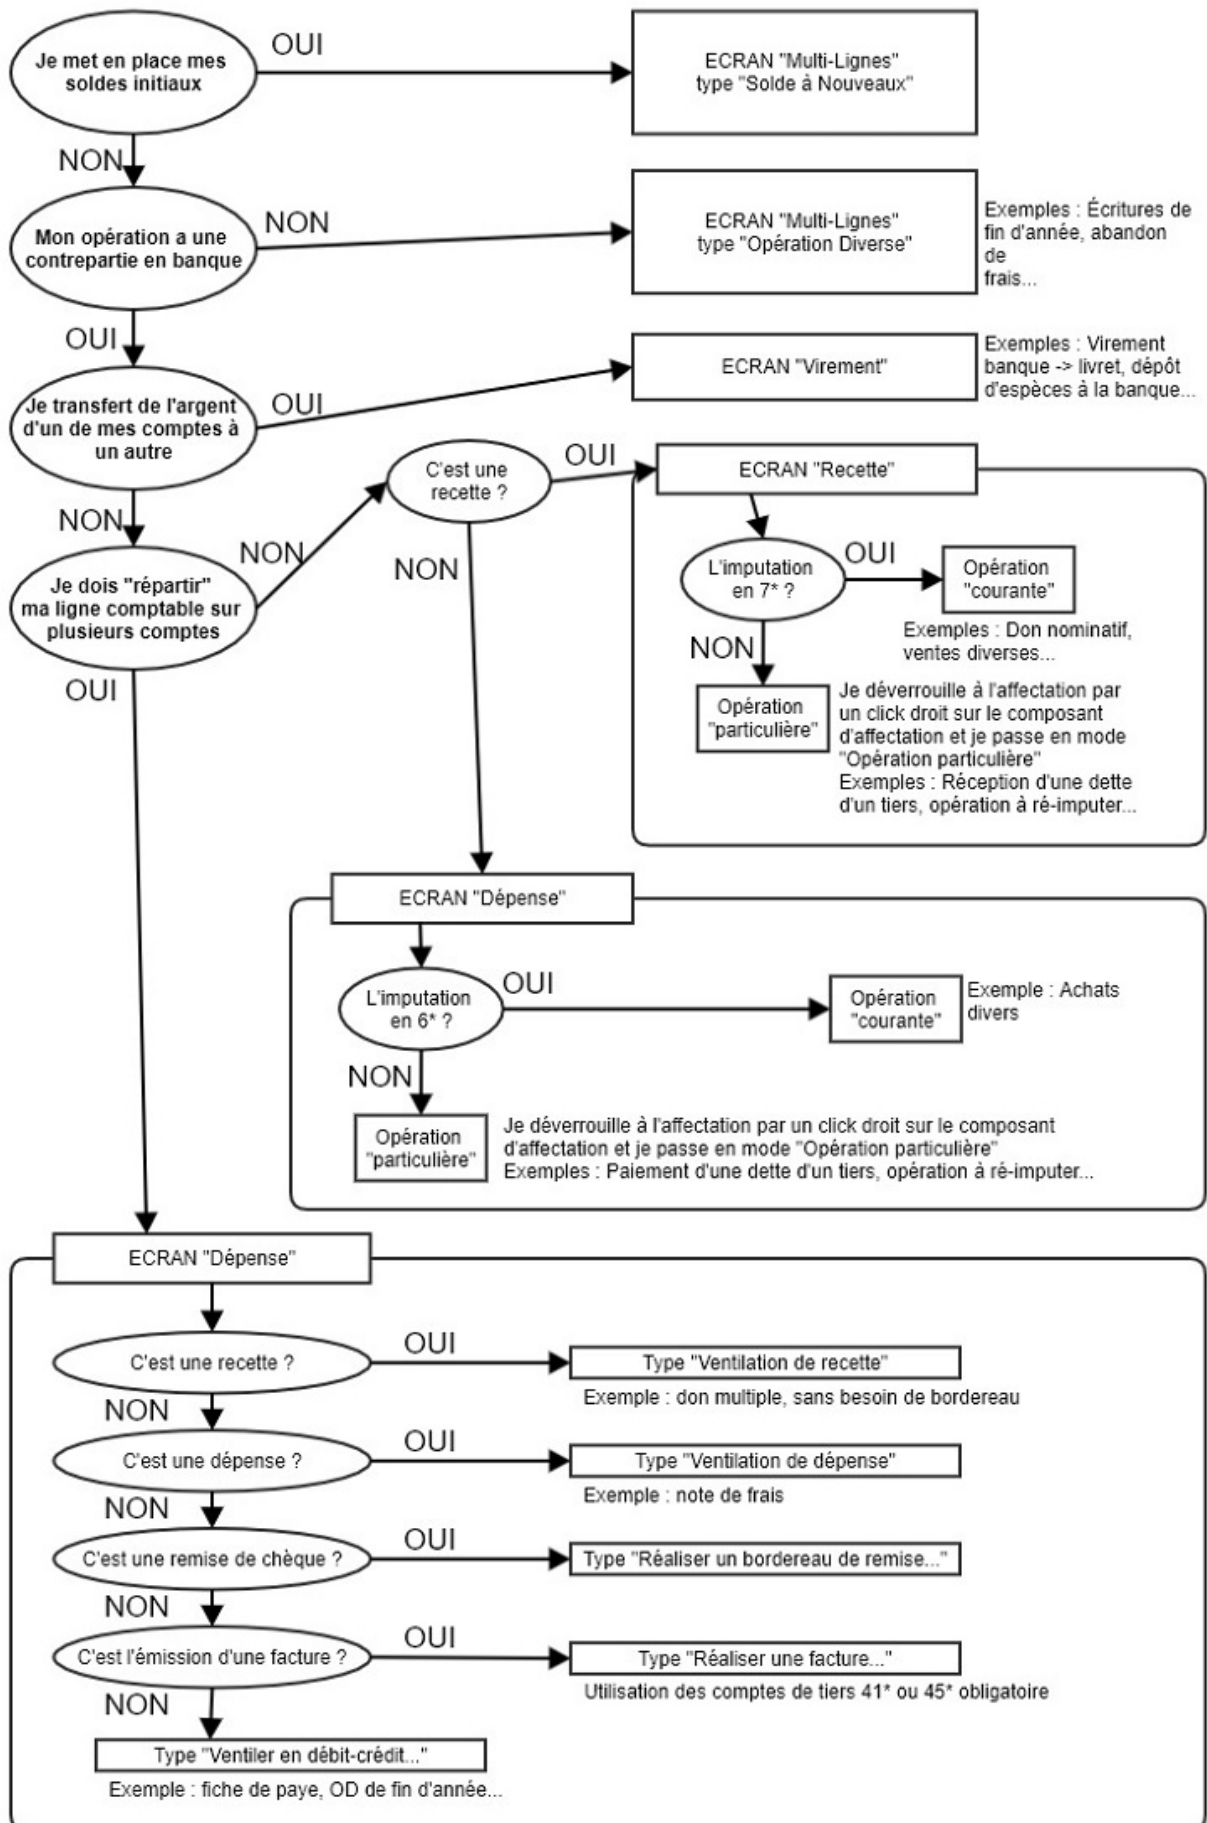 Je met en place mes
soldes initiaux
OUI
ECRAN "Multi-Lignes"
type "Solde à Nouveaux"
NON
Mon opération a une
contrepartie en banque
NON
ECRAN "Multi-Lignes"
type "Opération Diverse"
Exemples : Écritures de
fin d'année, abandon
de
frais...
OUI
Je transfert de l'argent
d'un de mes comptes à
un autre
OUI
ECRAN "Virement"
Exemples : Virement
banque -> livret, dépôt
d'espèces à la banque...
NON
Je dois "répartir"
ma ligne comptable sur
plusieurs comptes
NON
C'est une
recette ?
OUI
ECRAN "Recette"
L'imputation
en 7* ?
OUI
Opération
"courante"
Exemples : Don nominatif,
ventes diverses...
NON
Opération
"particulière"
Je déverrouille à l'affectation par
un click droit sur le composant
d'affectation et je passe en mode
"Opération particulière"
Exemples : Réception d'une dette
d'un tiers, opération à ré-imputer...
NON
ECRAN "Dépense"
L'imputation
en 6* ?
OUI
Opération
"courante"
Exemple : Achats
divers
NON
Opération
"particulière"
Je déverrouille à l'affectation par un click droit sur le composant
d'affectation et je passe en mode "Opération particulière"
Exemples : Paiement d'une dette d'un tiers, opération à ré-imputer...
OUI
ECRAN "Dépense"
C'est une recette ?
OUI
Type "Ventilation de recette"
Exemple : don multiple, sans besoin de bordereau
NON
C'est une dépense ?
OUI
Type "Ventilation de dépense"
Exemple : note de frais
NON
C'est une remise de chèque ?
OUI
Type "Réaliser un bordereau de remise..."
NON
C'est l'émission d'une facture ?
OUI
Type "Réaliser une facture..."
Utilisation des comptes de tiers 41* ou 45* obligatoire
NON
Type "Ventiler en débit-crédit..."
Exemple : fiche de paye, OD de fin d'année...